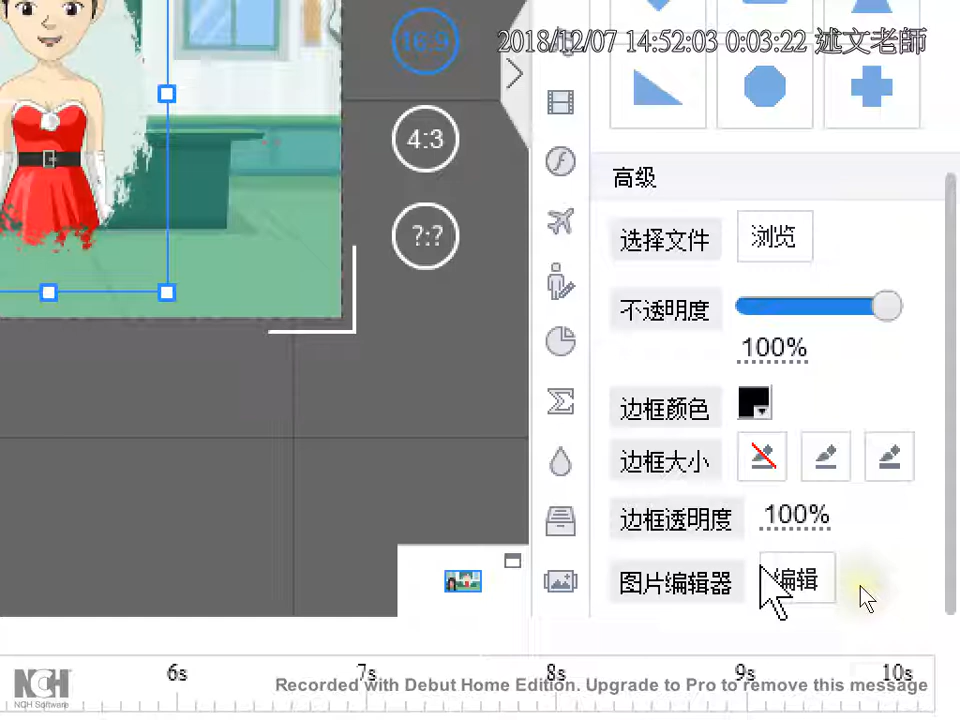 16:9
2018/12/07 14:52:03 0:03:22 述文老師
4:3
?:?
高级
选择文件 浏览
不透明度
100%
边框颜色
边框大小
边框透明度 100%
图片编辑器 编辑
6s 7s 8s 9s 10s
NCH
NCH Software
Recorded with Debut Home Edition. Upgrade to Pro to remove this message